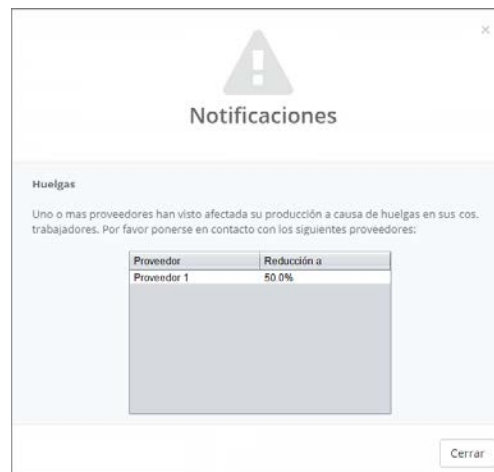 ×
Notificaciones
Huelgas
Uno o mas proveedores han visto afectada su producción a causa de huelgas en sus cos.
trabajadores. Por favor ponerse en contacto con los siguientes proveedores:
Proveedor Reducción a
Proveedor 1 50.0%
Cerrar